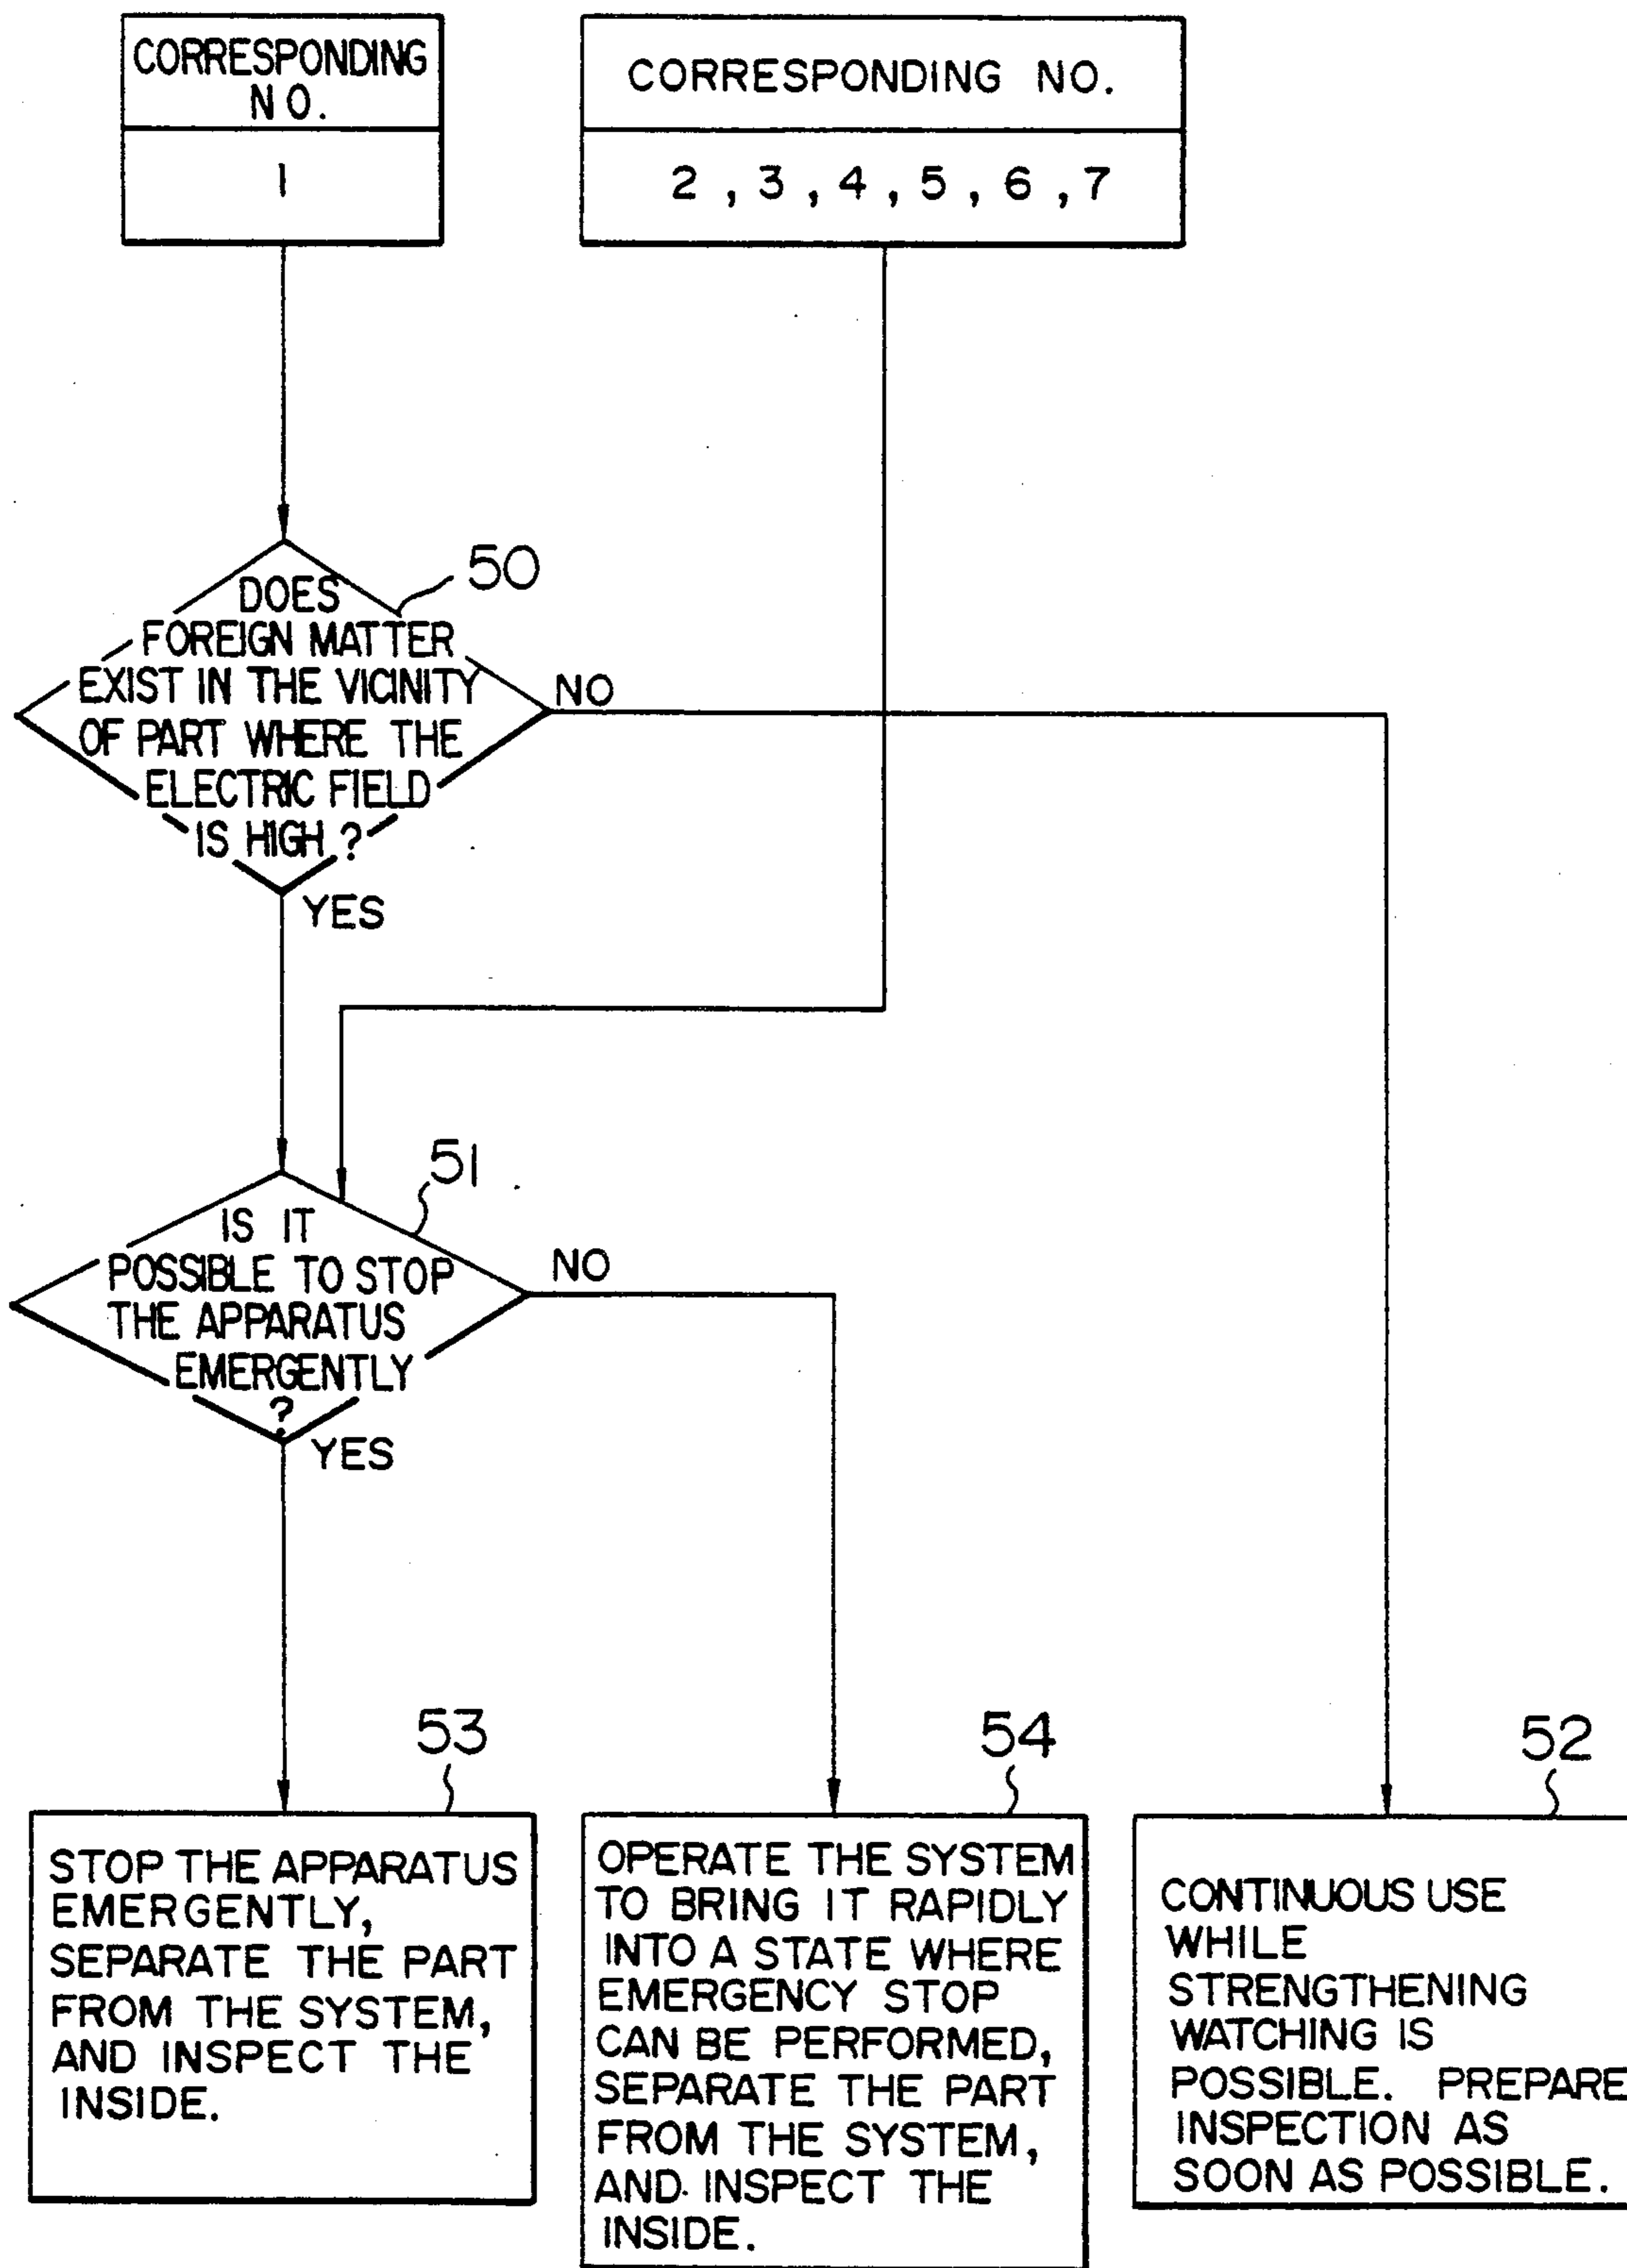 CORRESPONDING
NO.
1
CORRESPONDING NO.
2, 3, 4, 5, 6, 7
50
DOES
FOREIGN MATTER
EXIST IN THE VICINITY
OF PART WHERE THE
ELECTRIC FIELD
IS HIGH ?
NO
YES
51
IS IT
POSSIBLE TO STOP
THE APPARATUS
EMERGENTLY
?
NO
YES
53
STOP THE APPARATUS
EMERGENTLY,
SEPARATE THE PART
FROM THE SYSTEM,
AND INSPECT THE
INSIDE.
54
OPERATE THE SYSTEM
TO BRING IT RAPIDLY
INTO A STATE WHERE
EMERGENCY STOP
CAN BE PERFORMED,
SEPARATE THE PART
FROM THE SYSTEM,
AND INSPECT THE
INSIDE.
52
CONTINUOUS USE
WHILE
STRENGTHENING
WATCHING IS
POSSIBLE. PREPARE
INSPECTION AS
SOON AS POSSIBLE.